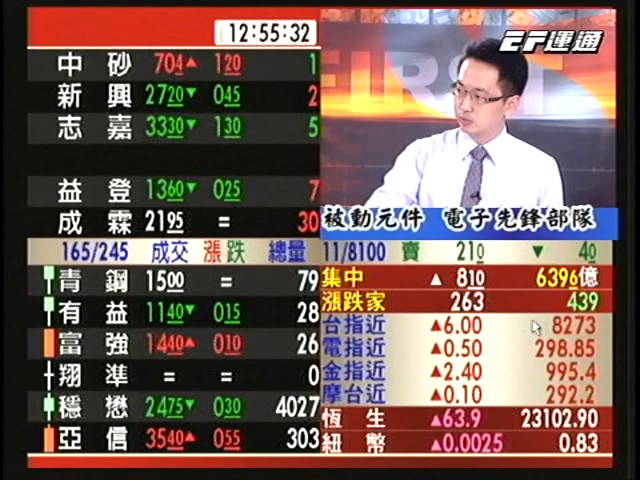 12:55:32
中砂 704▲ 120 1
新興 2720▼ 045 2
志嘉 3330▼ 130 5
益登 1360▼ 025 7
成霖 2195 = 30
165/245 成交 漲跌 總量
青鋼 1500 = 79
有益 1140▼ 015 28
富強 1440▲ 010 26
翔準 = = 0
穩懋 2475▼ 030 4027
亞信 3540▲ 055 303
EF運通
FIRST
被動元件 電子先鋒部隊
11/8100 賣 210 ▼ 40
集中 ▲ 810 6396億
漲跌家 263 439
台指近 ▲6.00 8273
電指近 ▲0.50 298.85
金指近 ▲2.40 995.4
摩台近 ▲0.10 292.2
恆生 ▲63.9 23102.90
紐幣 ▲0.0025 0.83